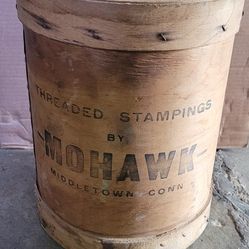 THREADED STAMPINGS
BY
-MOHAWK-
MIDDLETOWN CONN